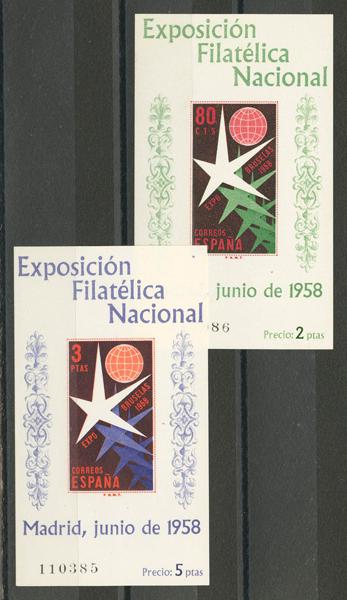 Exposición
Filatélica
Nacional
80
CTS
EXPO
BRUSELAS
1958
CORREOS
ESPAÑA
F.N.M.T.
, junio de 1958
86
Precio: 2 ptas
Exposición
Filatélica
Nacional
3
PTAS
EXPO
BRUSELAS
1958
CORREOS
ESPAÑA
F.N.M.T.
Madrid, junio de 1958
110385
Precio: 5 ptas